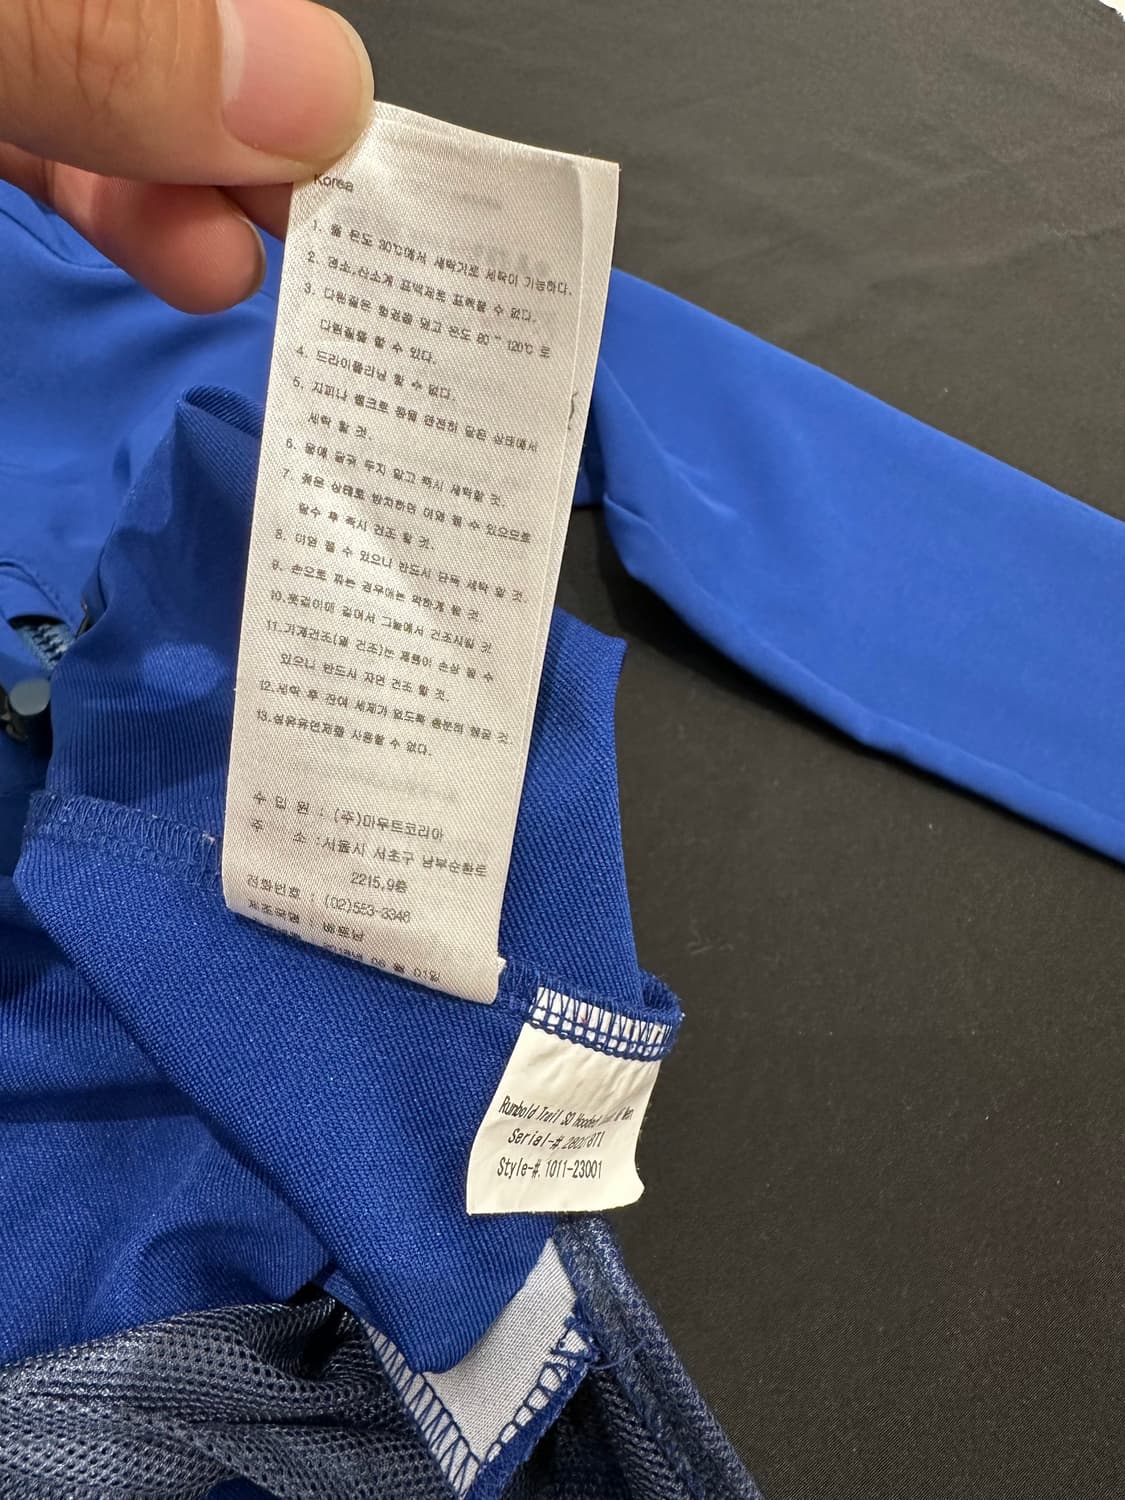 Korea
1. 물 온도 30℃에서 세탁기로 세탁이 가능하다.
2. 염소,산소계 표백제로 표백할 수 없다.
3. 다림질은 헝겊을 덮고 온도 80~120℃ 로
다림질을 할 수 있다.
4. 드라이클리닝 할 수 없다.
5. 지퍼나 벨크로 등을 완전히 닫은 상태에서
세탁 할 것.
6. 물에 담궈 두지 말고 즉시 세탁할 것.
7. 젖은 상태로 방치하면 이염 될 수 있으므로
탈수 후 즉시 건조 할 것.
8. 이염 될 수 있으니 반드시 단독 세탁 할 것.
9. 손으로 짜는 경우에는 약하게 할 것.
10.옷걸이에 걸어서 그늘에서 건조시킬 것
11.기계건조(열 건조)는 제품이 손상 될 수
있으니 반드시 자연 건조 할 것.
12.세탁 후 잔여 세제가 없도록 충분히 헹굴 것.
13.섬유유연제를 사용할 수 없다.
수 입 원 : (주)마무트코리아
주 소 :서울시 서초구 남부순환로
2215,9층
전화번호 : (02)553-3346
제조국명 : 베트남
09 월 01일
Rumbold Trail SO Hooded
Serial-#
Style-#. 1011-23001